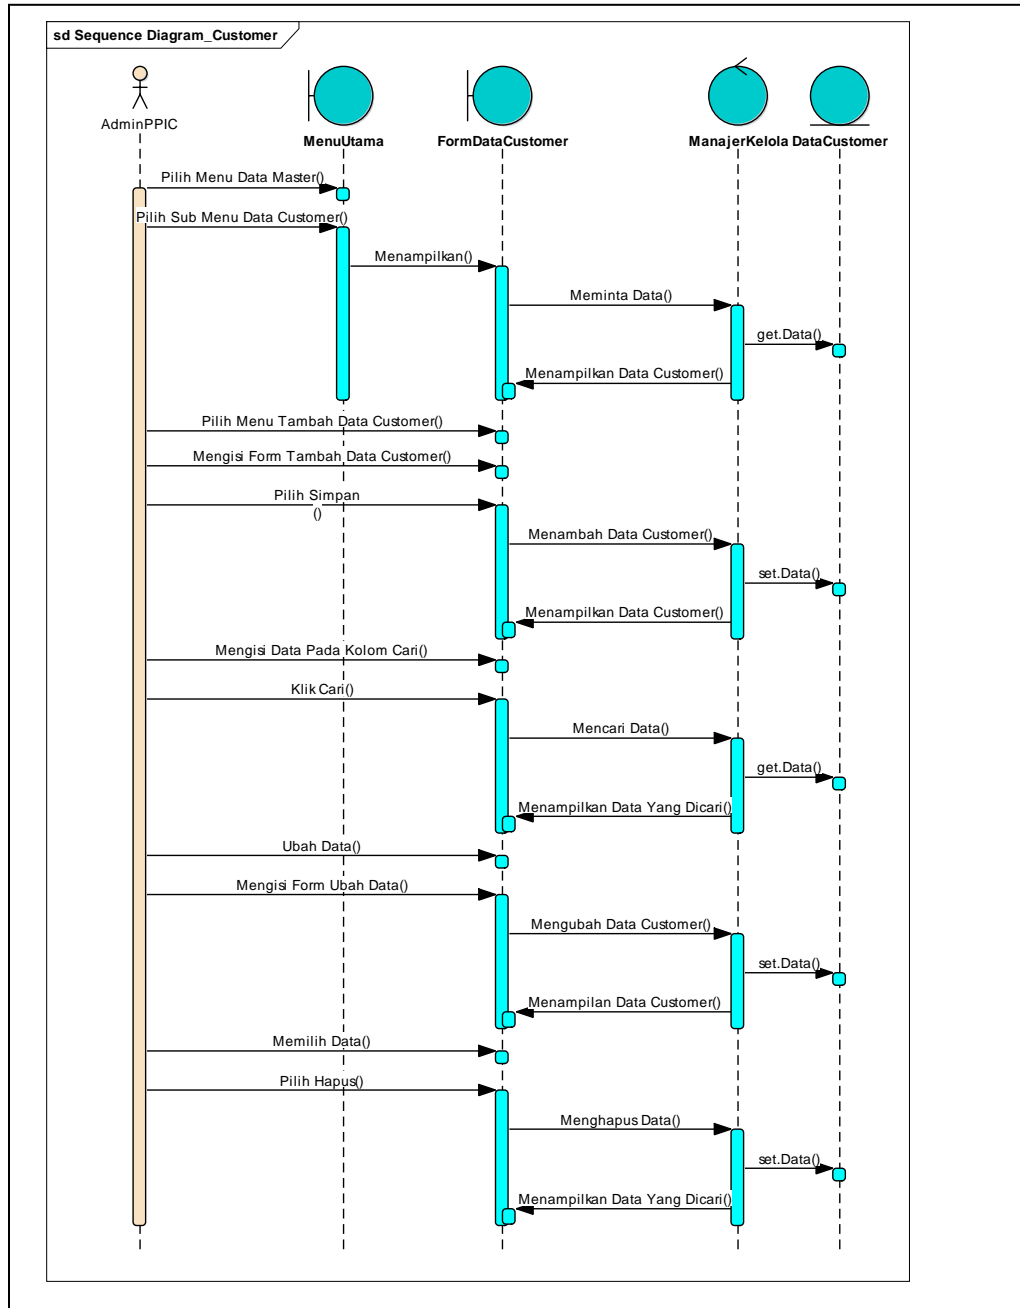 sd Sequence Diagram_Customer
AdminPPIC
MenuUtama
FormDataCustomer
ManajerKelola
DataCustomer
Pilih Menu Data Master()
Pilih Sub Menu Data Customer()
Menampilkan()
Meminta Data()
get.Data()
Menampilkan Data Customer()
Pilih Menu Tambah Data Customer()
Mengisi Form Tambah Data Customer()
Pilih Simpan
()
Menambah Data Customer()
set.Data()
Menampilkan Data Customer()
Mengisi Data Pada Kolom Cari()
Klik Cari()
Mencari Data()
get.Data()
Menampilkan Data Yang Dicari()
Ubah Data()
Mengisi Form Ubah Data()
Mengubah Data Customer()
set.Data()
Menampilan Data Customer()
Memilih Data()
Pilih Hapus()
Menghapus Data()
set.Data()
Menampilkan Data Yang Dicari()